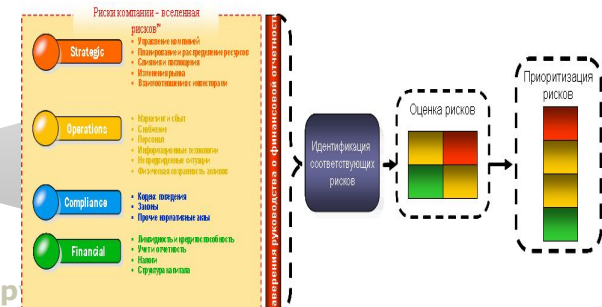 Риски компании - вселенная
рисков™
Strategic
• Управление компанией
• Планирование и распределение ресурсов
• Слияния и поглощения
• Изменения рынка
• Взаимоотношения с инвесторами
Operations
• Маркетинг и сбыт
• Снабжение
• Персонал
• Информационные технологии
• Непредвиденные ситуации
• Физическая сохранность активов
Compliance
• Кодекс поведения
• Законы
• Прочие нормативные акты
Financial
• Ликвидность и кредитоспособность
• Учет и отчетность
• Налоги
• Структура капитала
аверения руководства о финансовой отчетност
Идентификация
соответствующих
рисков
Оценка рисков
Приоритизация
рисков
p